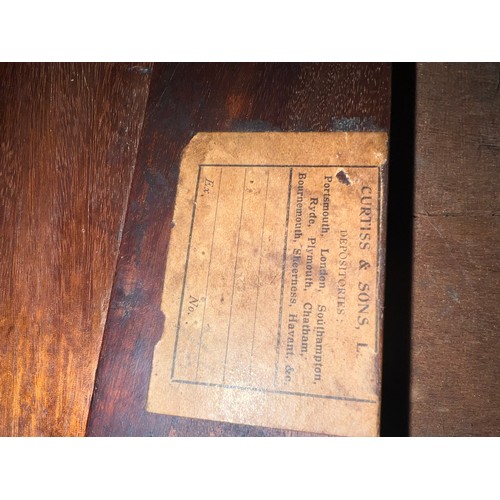 CURTISS & SONS, L
DEPOSITORIES:
Portsmouth, London, Southampton,
Ryde, Plymouth, Chatham,
Bournemouth, Sheerness, Havant, &c.
Ex.
No.